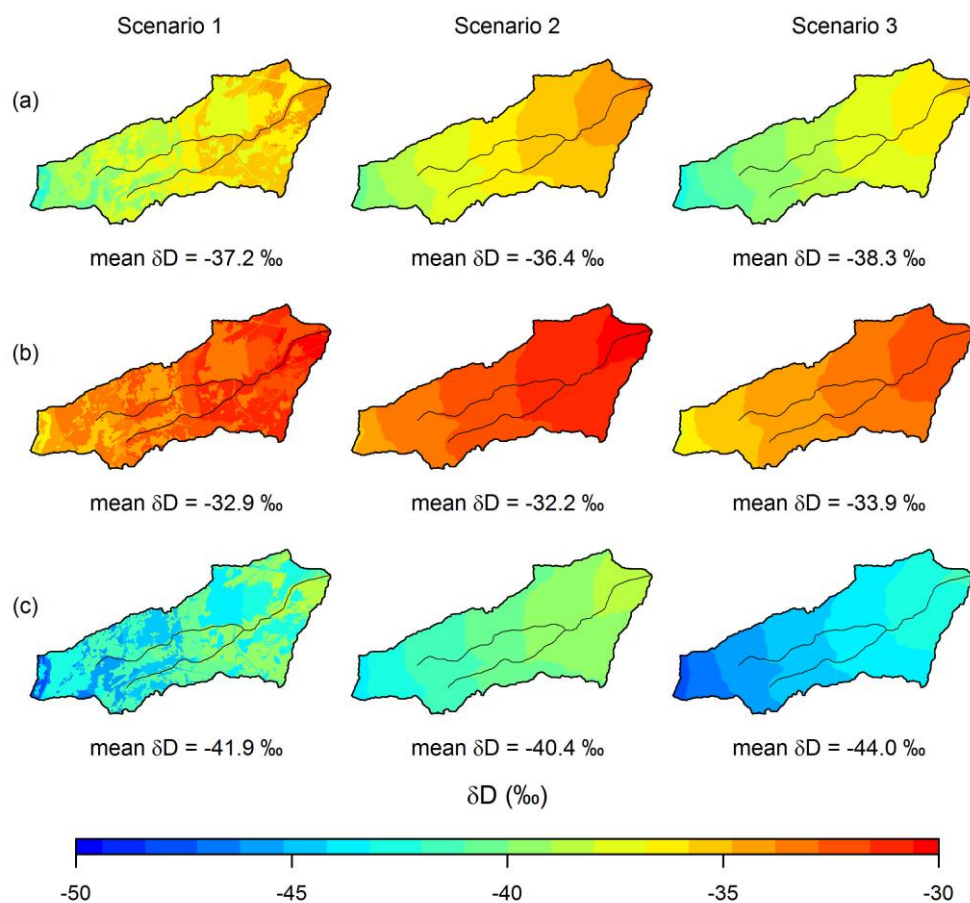 Scenario 1 Scenario 2 Scenario 3
(a)
mean δD = -37.2 ‰ mean δD = -36.4 ‰ mean δD = -38.3 ‰
(b)
mean δD = -32.9 ‰ mean δD = -32.2 ‰ mean δD = -33.9 ‰
(c)
mean δD = -41.9 ‰ mean δD = -40.4 ‰ mean δD = -44.0 ‰
δD (‰)
-50 -45 -40 -35 -30